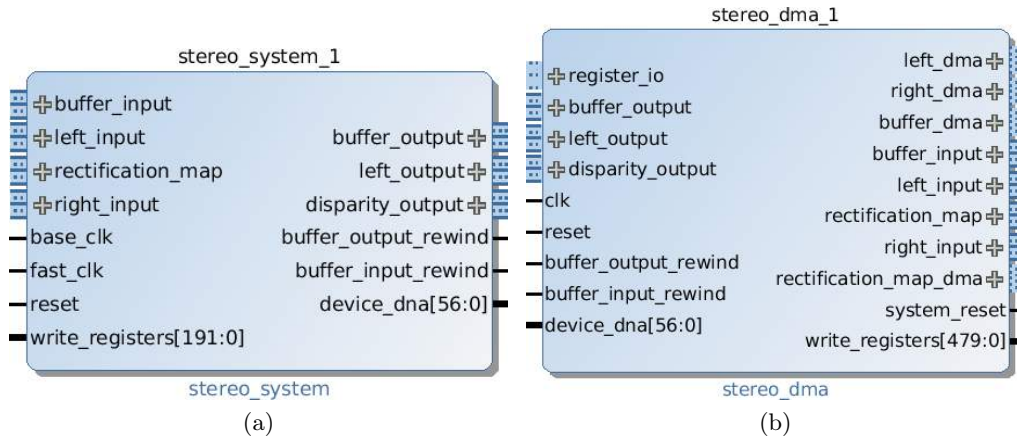 stereo_system_1
buffer_input
left_input
rectification_map
right_input
base_clk
fast_clk
reset
write_registers[191:0]
buffer_output
left_output
disparity_output
buffer_output_rewind
buffer_input_rewind
device_dna[56:0]
stereo_system
(a)
stereo_dma_1
register_io
buffer_output
left_output
disparity_output
clk
reset
buffer_output_rewind
buffer_input_rewind
device_dna[56:0]
left_dma
right_dma
buffer_dma
buffer_input
left_input
rectification_map
right_input
rectification_map_dma
system_reset
write_registers[479:0]
stereo_dma
(b)